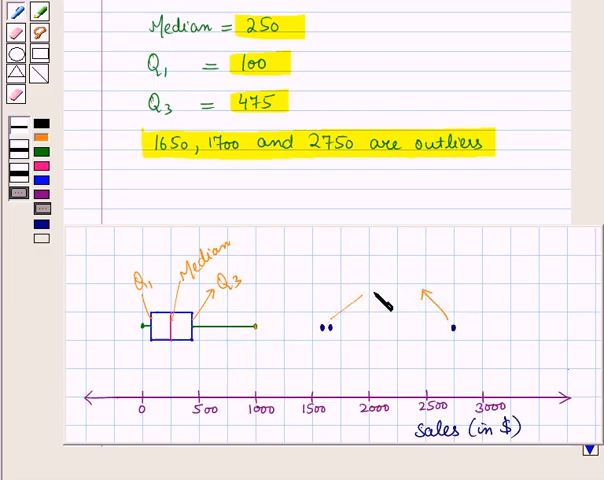 Median = 250
Q1 = 100
Q3 = 475
1650, 1700 and 2750 are outliers
Q1 Median Q3
0 500 1000 1500 2000 2500 3000
Sales (in $)